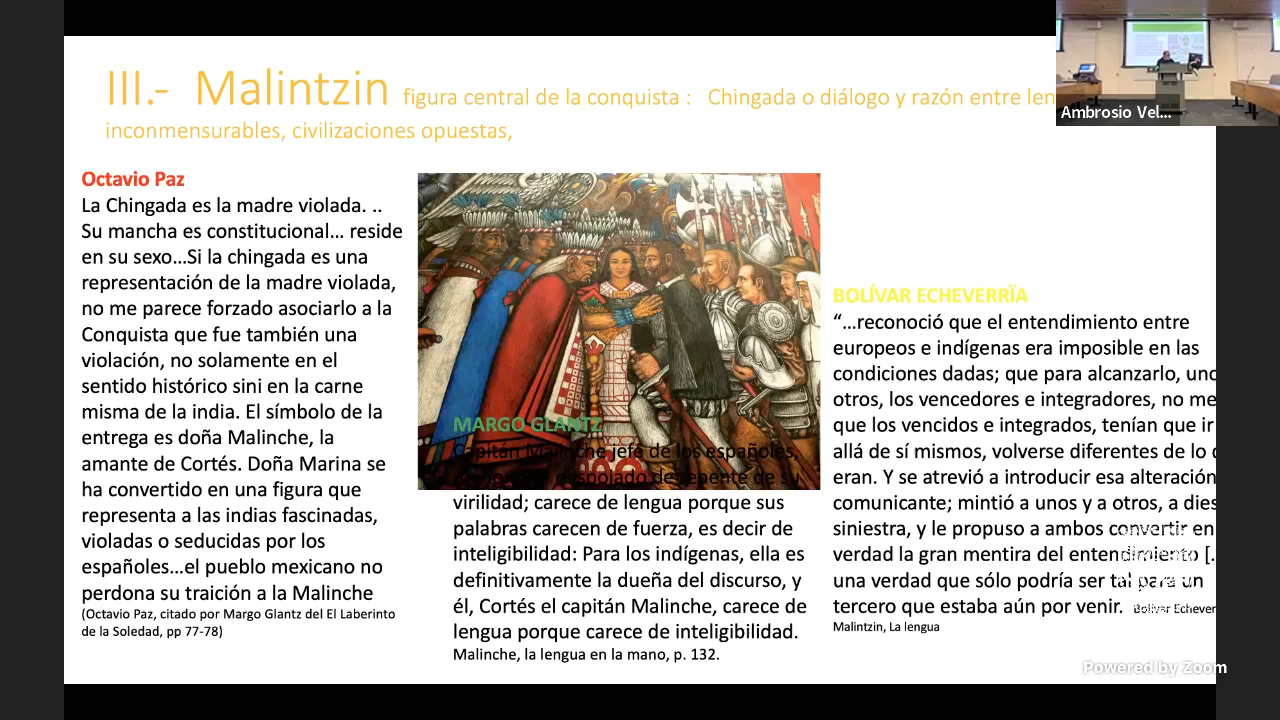 III.- Malintzin figura central de la conquista : Chingada o diálogo y razón entre len
inconmensurables, civilizaciones opuestas,
Ambrosio Vel...
Octavio Paz
La Chingada es la madre violada. ..
Su mancha es constitucional... reside
en su sexo...Si la chingada es una
representación de la madre violada,
no me parece forzado asociarlo a la
Conquista que fue también una
violación, no solamente en el
sentido histórico sini en la carne
misma de la india. El símbolo de la
entrega es doña Malinche, la
amante de Cortés. Doña Marina se
ha convertido en una figura que
representa a las indias fascinadas,
violadas o seducidas por los
españoles...el pueblo mexicano no
perdona su traición a la Malinche
(Octavio Paz, citado por Margo Glantz del El Laberinto
de la Soledad, pp 77-78)
MARGO GLANTZ
Capitán Malinche jefe de los españoles,
despojado de repente de su
virilidad; carece de lengua porque sus
palabras carecen de fuerza, es decir de
inteligibilidad: Para los indígenas, ella es
definitivamente la dueña del discurso, y
él, Cortés el capitán Malinche, carece de
lengua porque carece de inteligibilidad.
Malinche, la lengua en la mano, p. 132.
BOLÍVAR ECHEVERRÏA
“...reconoció que el entendimiento entre
europeos e indígenas era imposible en las
condiciones dadas; que para alcanzarlo, uno
otros, los vencedores e integradores, no me
que los vencidos e integrados, tenían que ir
allá de sí mismos, volverse diferentes de lo
eran. Y se atrevió a introducir esa alteración
comunicante; mintió a unos y a otros, a dies
siniestra, y le propuso a ambos convertir en
verdad la gran mentira del entendimiento [.
una verdad que sólo podría ser tal para un
tercero que estaba aún por venir. Bolívar Echever
Malintzin, La lengua
Powered by Zoom